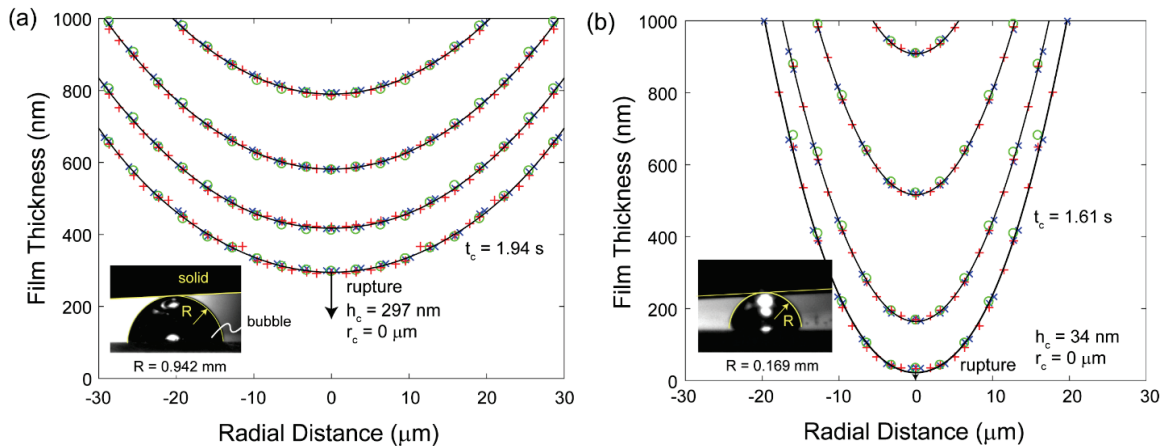 (a)
1000
800
600
400
200
0
Film Thickness (nm)
-30
-20
-10
0
10
20
30
Radial Distance (μm)
t_c = 1.94 s
rupture
h_c = 297 nm
r_c = 0 μm
solid
R
bubble
R = 0.942 mm
(b)
1000
800
600
400
200
0
Film Thickness (nm)
-30
-20
-10
0
10
20
30
Radial Distance (μm)
t_c = 1.61 s
h_c = 34 nm
r_c = 0 μm
rupture
R
R = 0.169 mm